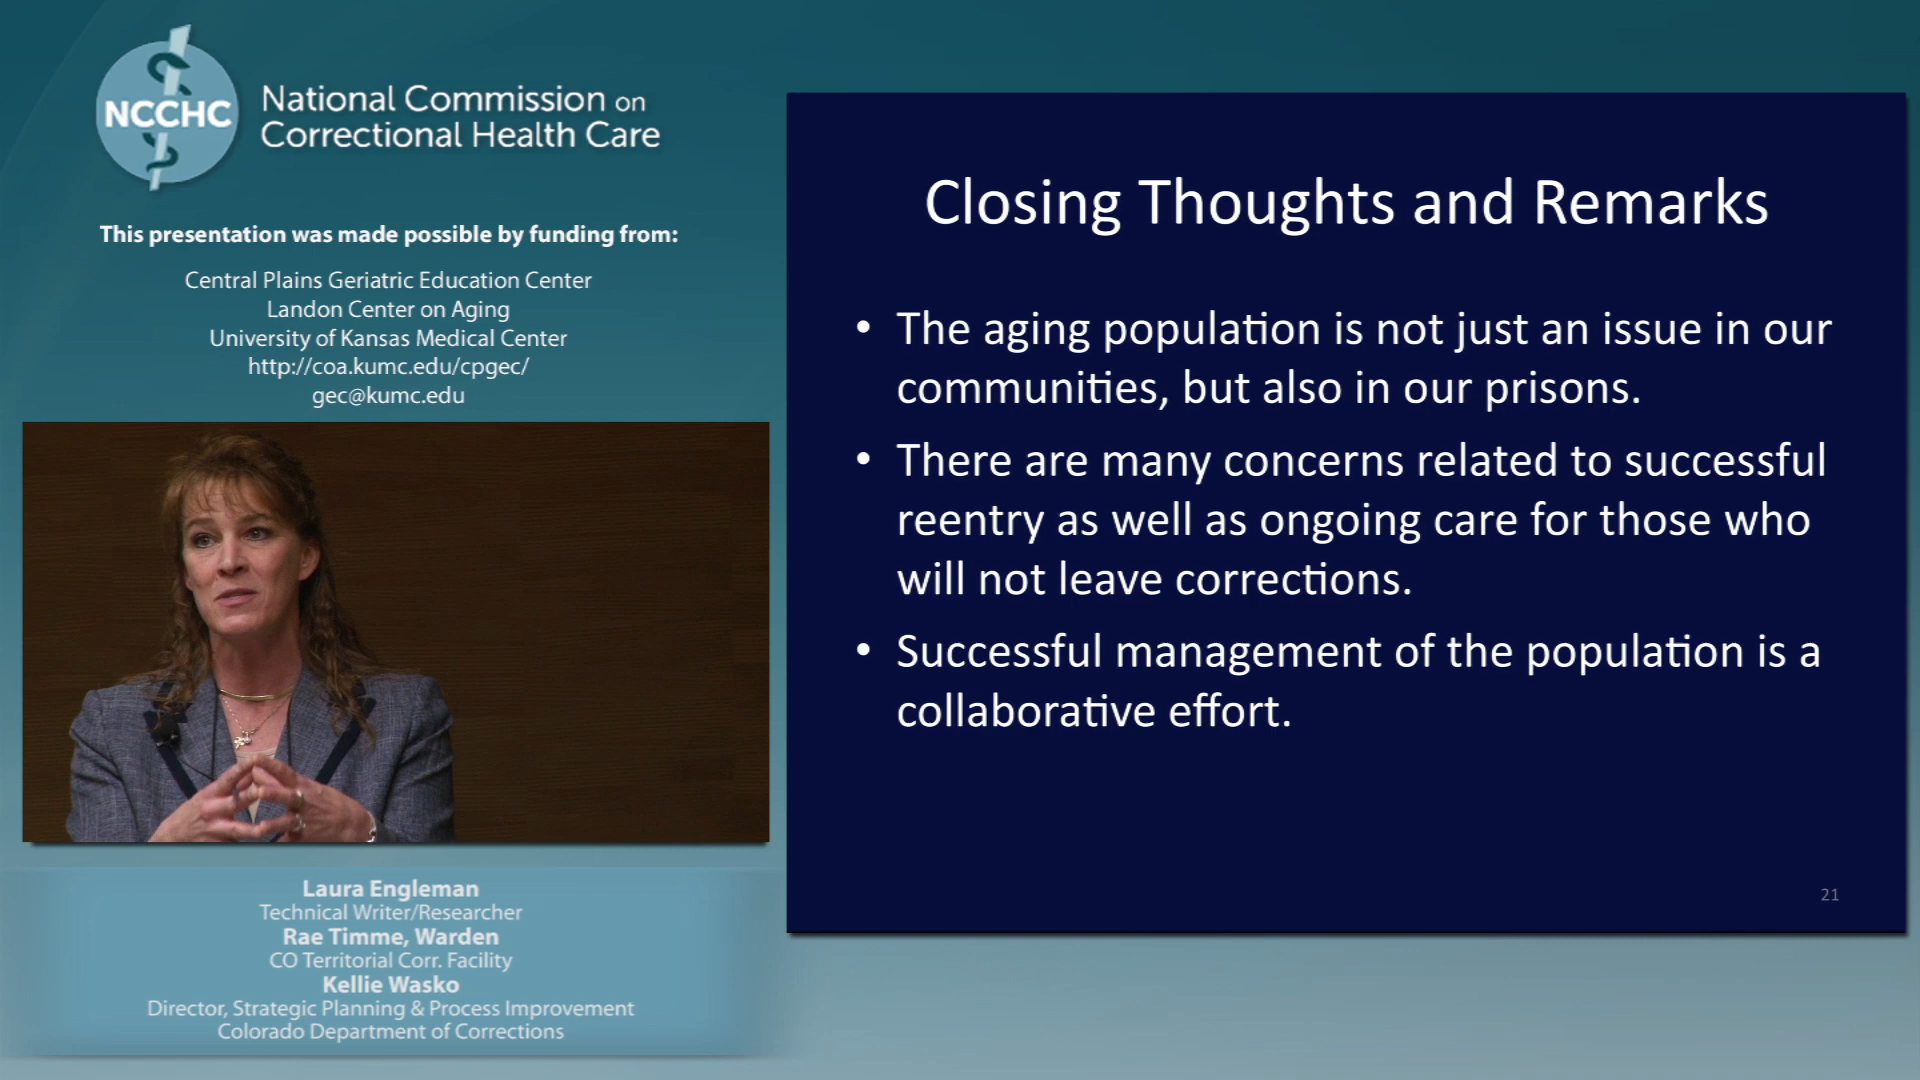 NCCHC
National Commission on
Correctional Health Care
This presentation was made possible by funding from:
Central Plains Geriatric Education Center
Landon Center on Aging
University of Kansas Medical Center
http://coa.kumc.edu/cpgec/
gec@kumc.edu
Laura Engleman
Technical Writer/Researcher
Rae Timme, Warden
CO Territorial Corr. Facility
Kellie Wasko
Director, Strategic Planning & Process Improvement
Colorado Department of Corrections
Closing Thoughts and Remarks
• The aging population is not just an issue in our
communities, but also in our prisons.
• There are many concerns related to successful
reentry as well as ongoing care for those who
will not leave corrections.
• Successful management of the population is a
collaborative effort.
21